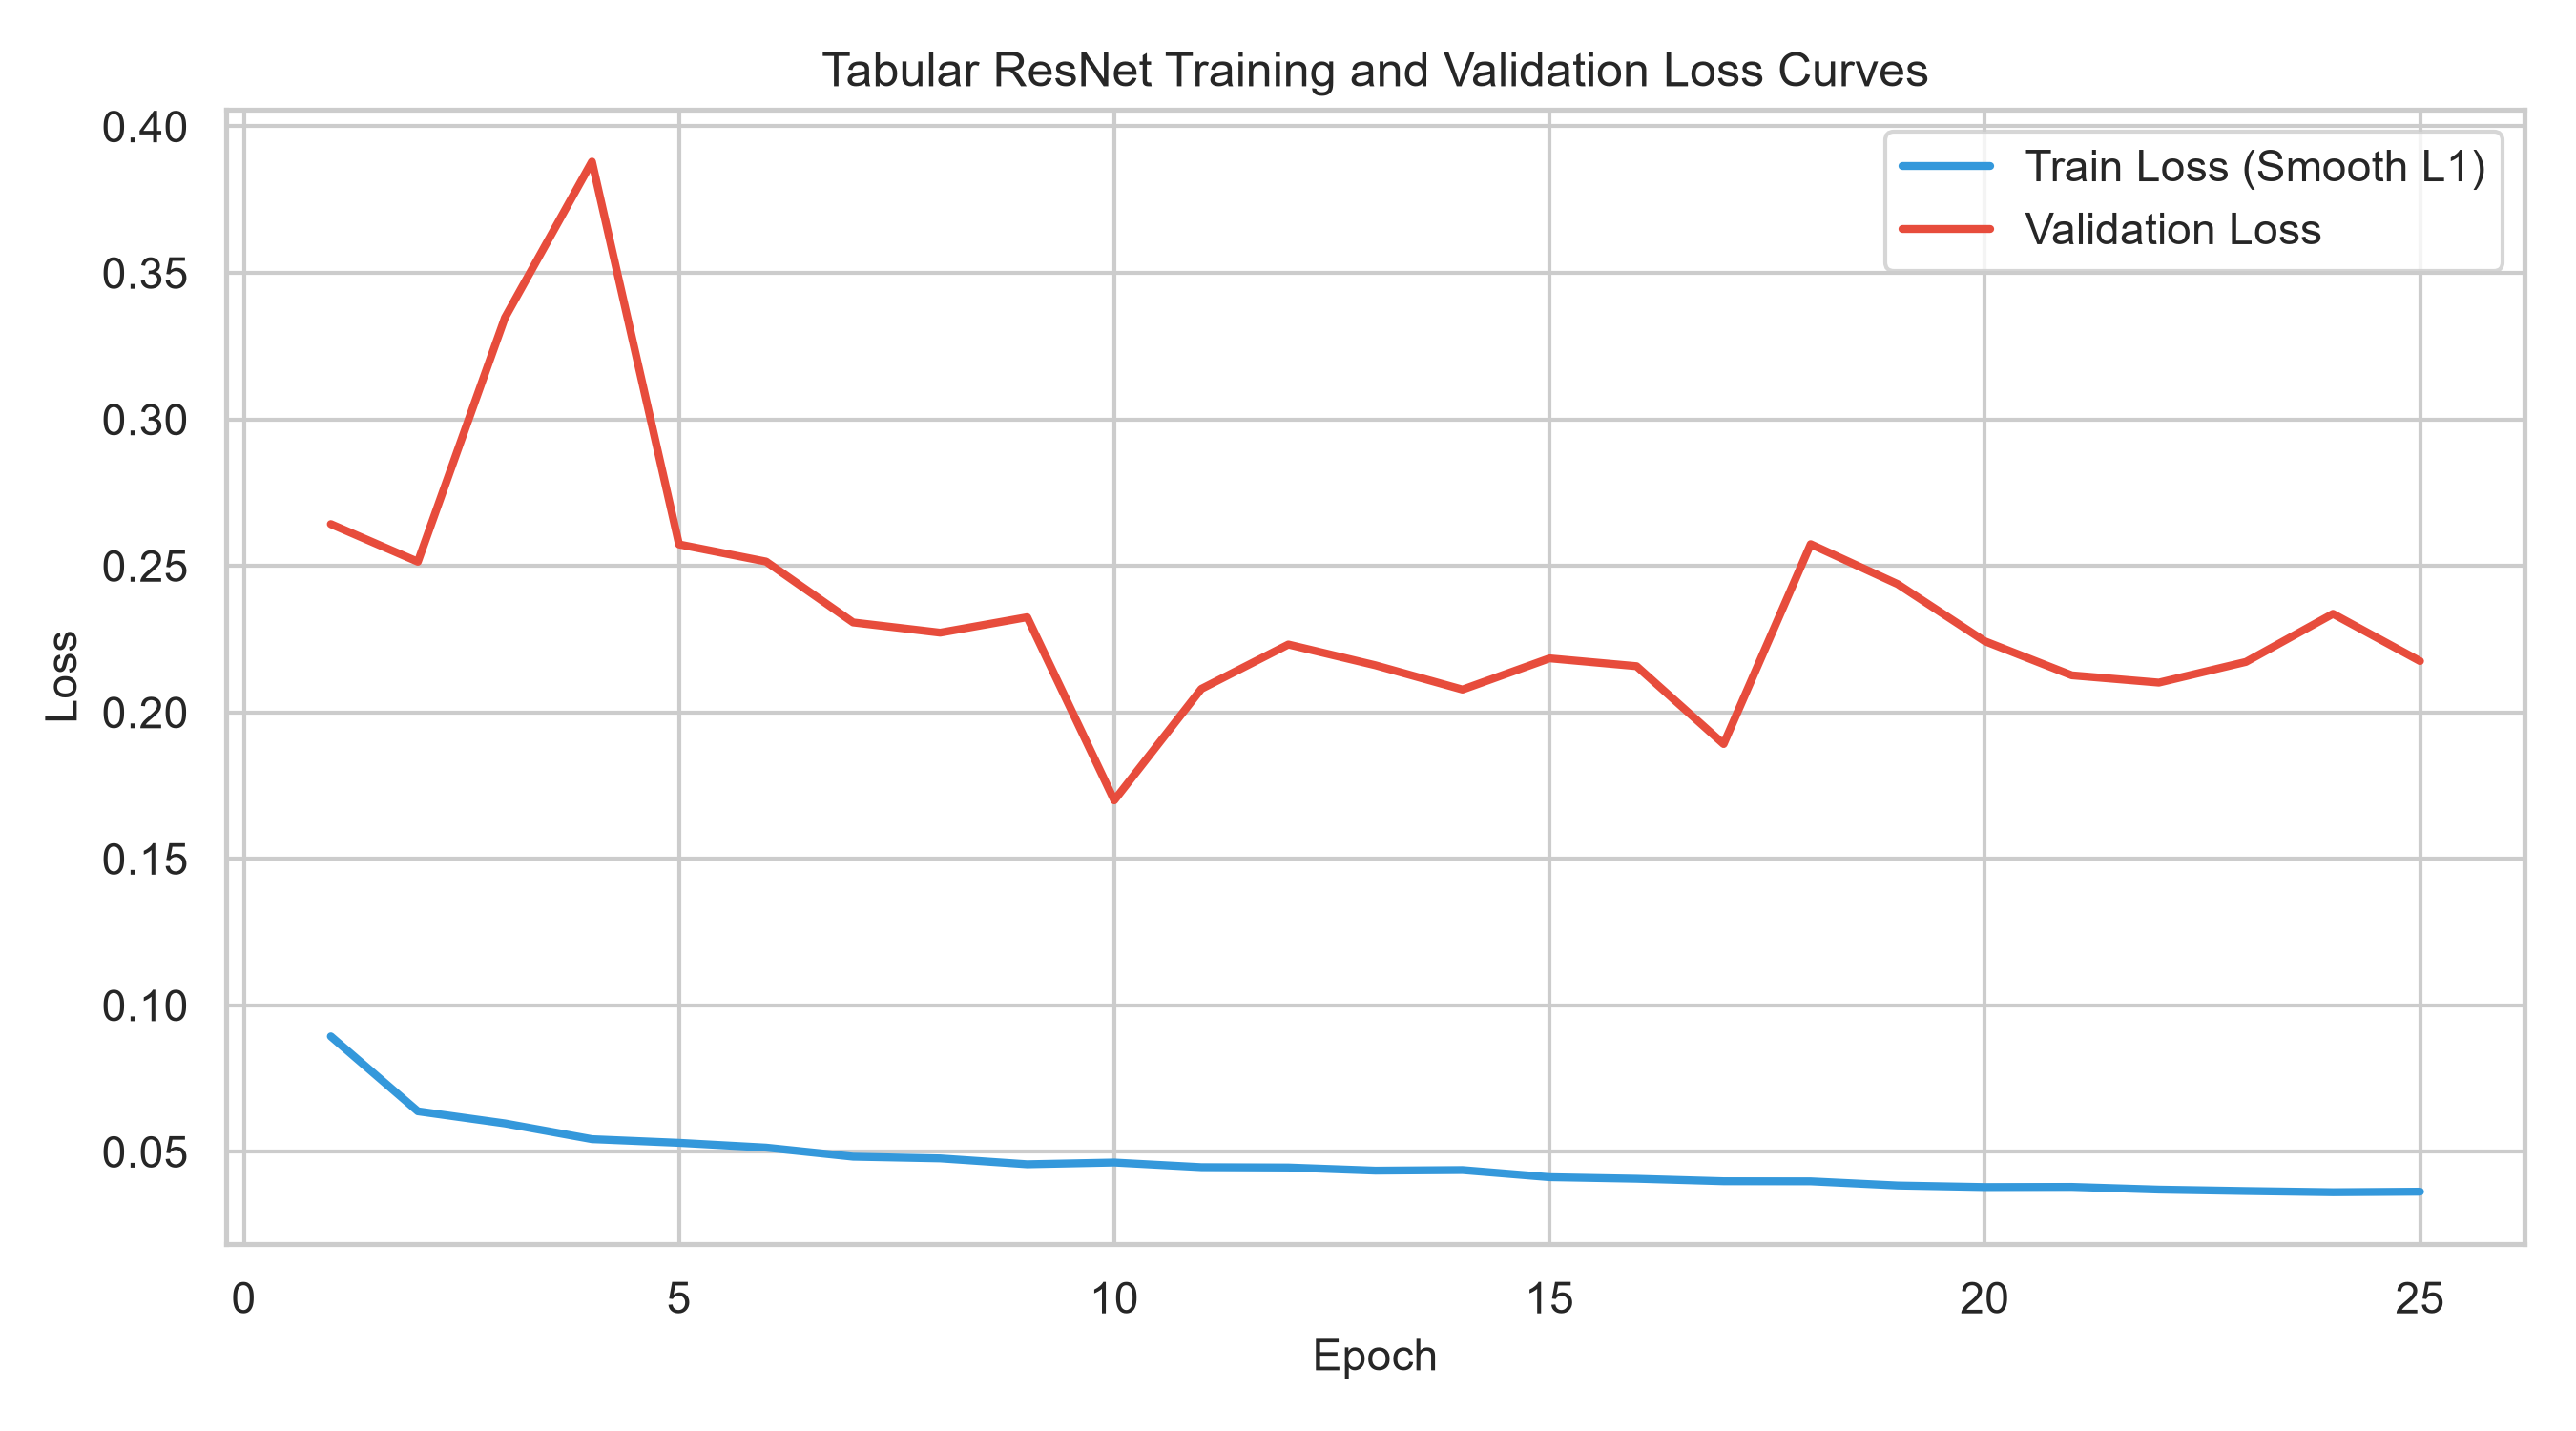 Tabular ResNet Training and Validation Loss Curves
Train Loss (Smooth L1)
Validation Loss
0.40
0.35
0.30
0.25
0.20
0.15
0.10
0.05
Loss
0 5 10 15 20 25
Epoch